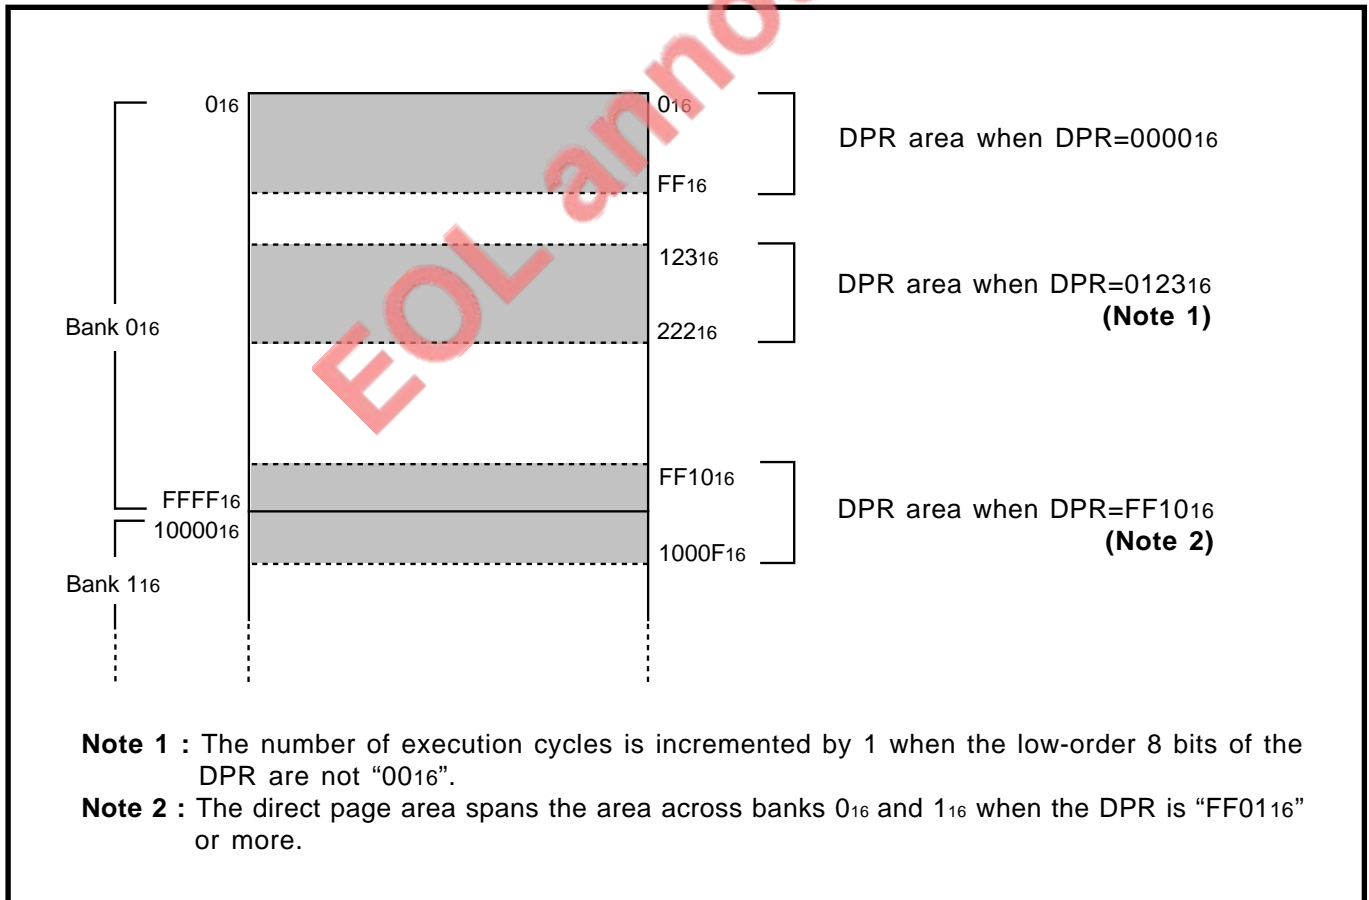 EOL anno
0₁₆
0₁₆
DPR area when DPR=0000₁₆
FF₁₆
123₁₆
DPR area when DPR=0123₁₆
(Note 1)
Bank 0₁₆
222₁₆
FF10₁₆
FFFF₁₆
DPR area when DPR=FF10₁₆
10000₁₆
(Note 2)
1000F₁₆
Bank 1₁₆
Note 1 : The number of execution cycles is incremented by 1 when the low-order 8 bits of the
DPR are not “00₁₆”.
Note 2 : The direct page area spans the area across banks 0₁₆ and 1₁₆ when the DPR is “FF01₁₆”
or more.